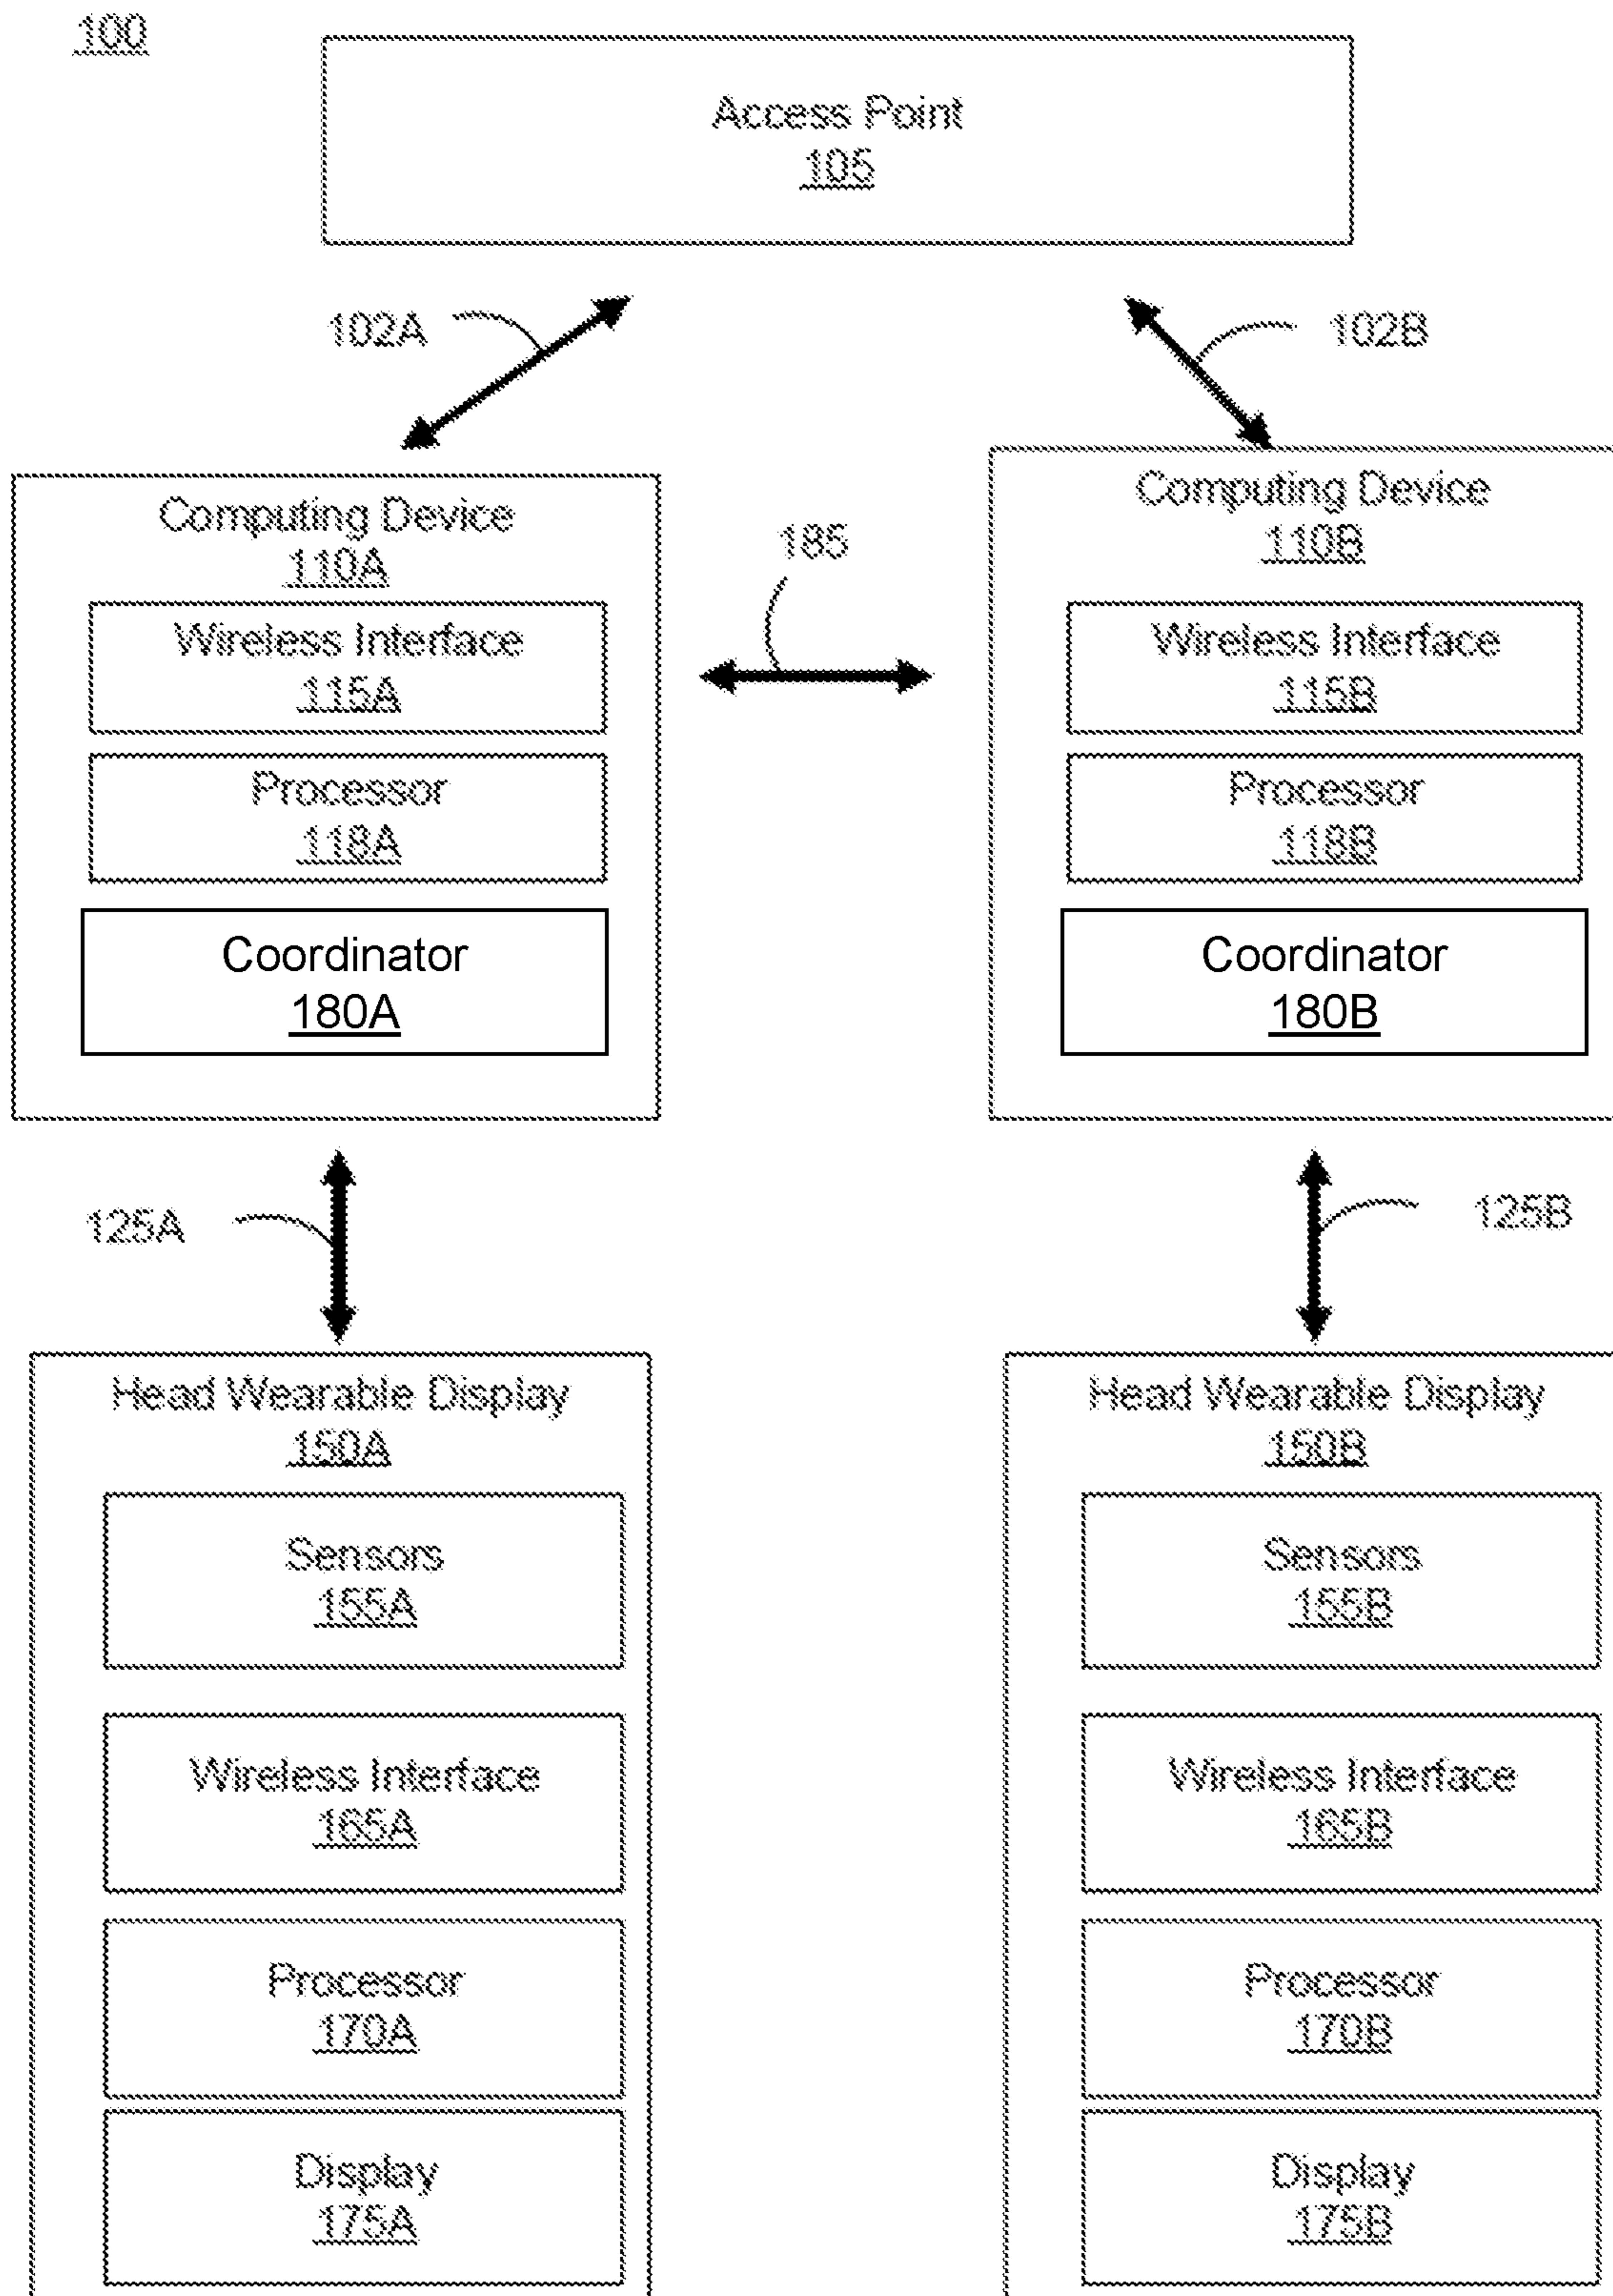 100
Access Point
105
102A
102B
Computing Device
110A
Wireless Interface
115A
Processor
118A
Coordinator
180A
185
Computing Device
110B
Wireless Interface
115B
Processor
118B
Coordinator
180B
125A
125B
Head Wearable Display
150A
Sensors
155A
Wireless Interface
165A
Processor
170A
Display
175A
Head Wearable Display
150B
Sensors
155B
Wireless Interface
165B
Processor
170B
Display
175B